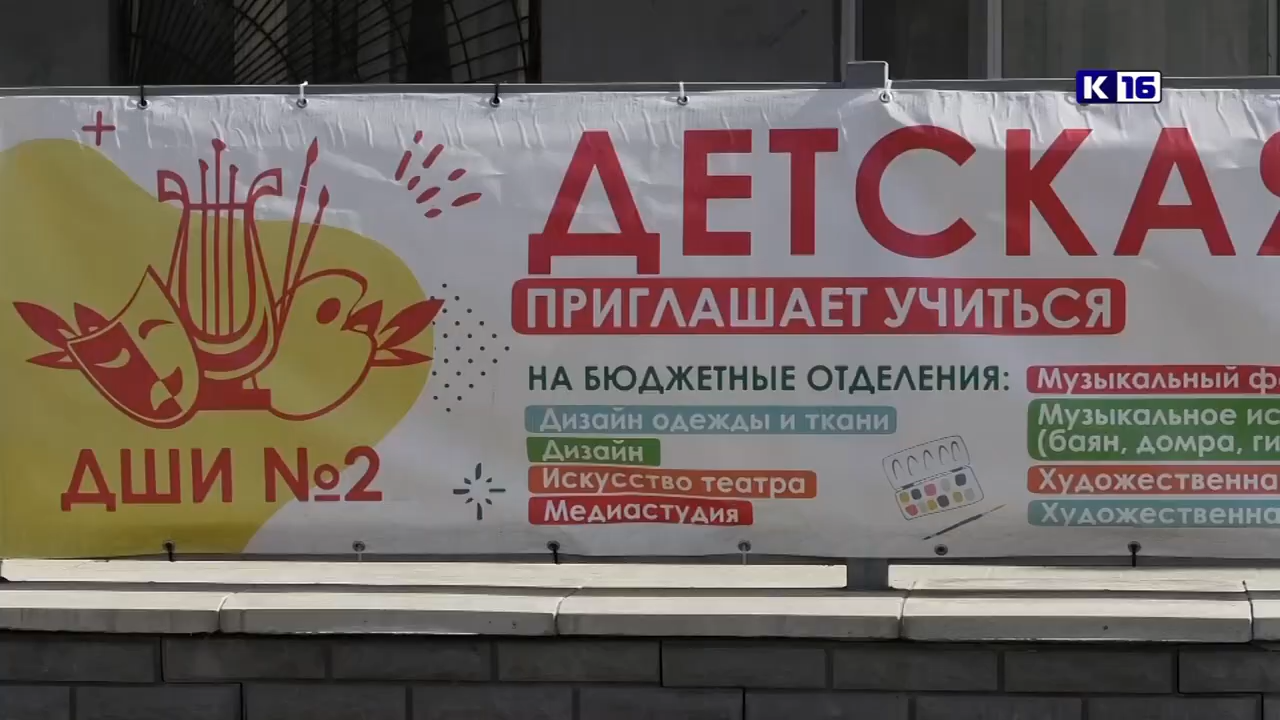 К 16
ДЕТСКАЯ
ПРИГЛАШАЕТ УЧИТЬСЯ
НА БЮДЖЕТНЫЕ ОТДЕЛЕНИЯ:
Дизайн одежды и ткани
Дизайн
Искусство театра
Медиастудия
Музыкальный ф
Музыкальное ис
(баян, домра, ги
Художественна
Художественна
ДШИ №2